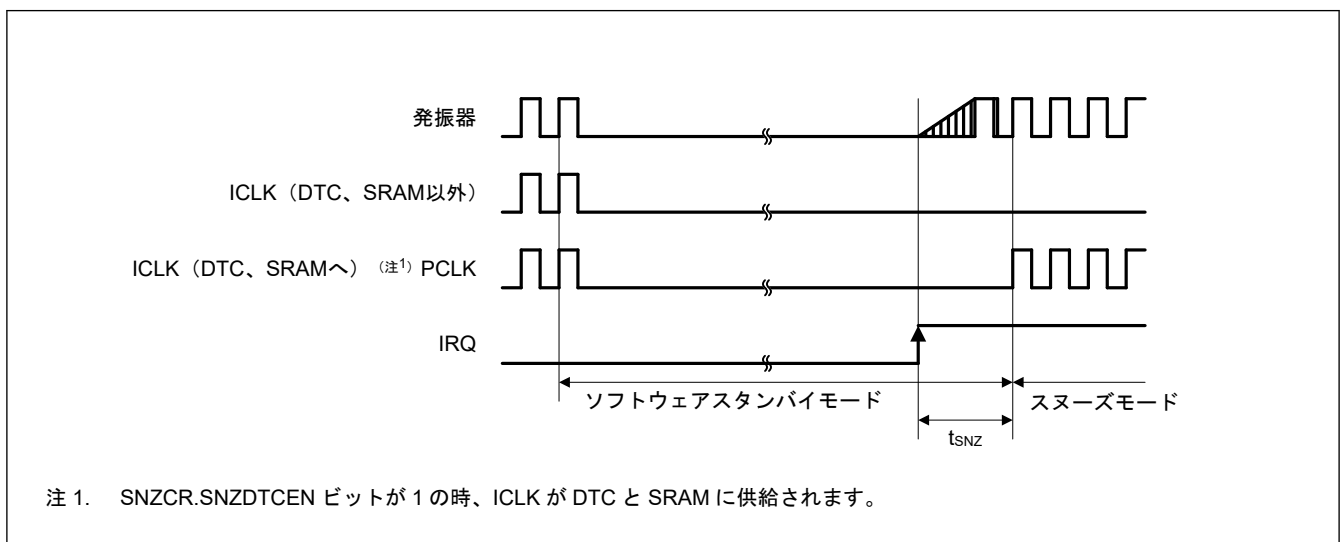 発振器
ICLK（DTC、SRAM以外）
ICLK（DTC、SRAMへ）（注1）PCLK
IRQ
ソフトウェアスタンバイモード
スヌーズモード
tSNZ
注 1. SNZCR.SNZDTCEN ビットが 1 の時、ICLK が DTC と SRAM に供給されます。